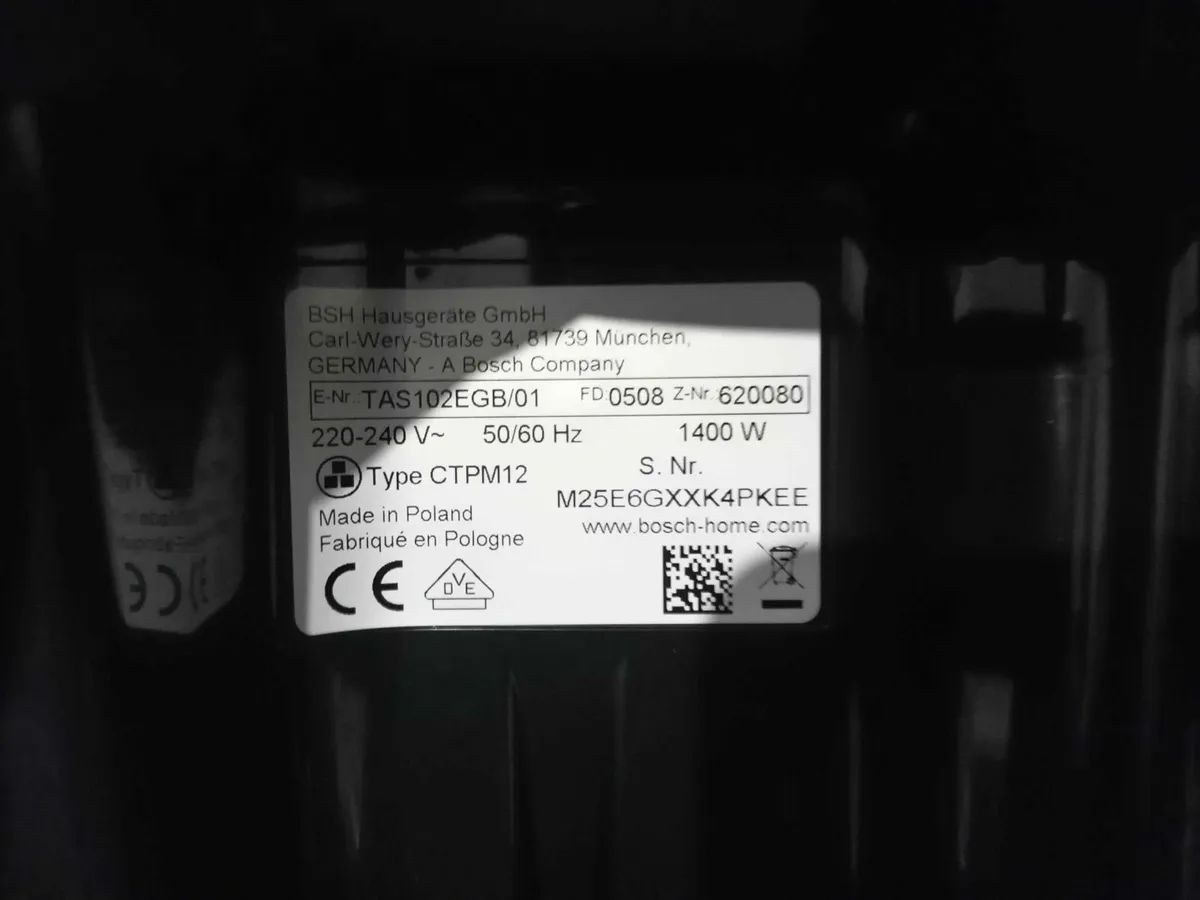 BSH Hausgeräte GmbH
Carl-Wery-Straße 34, 81739 München,
GERMANY - A Bosch Company
E-Nr.: TAS102EGB/01 FD:0508 Z-Nr.:620080
220-240 V~ 50/60 Hz 1400 W
Type CTPM12
S. Nr.
M25E6GXXK4PKEE
Made in Poland
www.bosch-home.com
Fabriqué en Pologne
CE
DVE